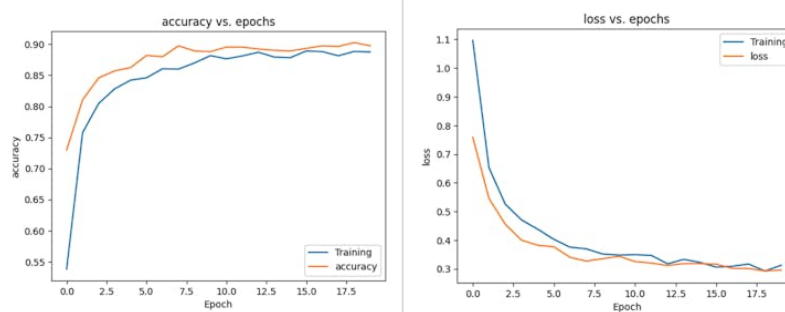 accuracy vs. epochs
0.90
0.85
0.80
0.75
0.70
0.65
0.60
0.55
accuracy
0.0 2.5 5.0 7.5 10.0 12.5 15.0 17.5
Epoch
Training
accuracy
loss vs. epochs
1.1
1.0
0.9
0.8
0.7
0.6
0.5
0.4
0.3
loss
0.0 2.5 5.0 7.5 10.0 12.5 15.0 17.5
Epoch
Training
loss